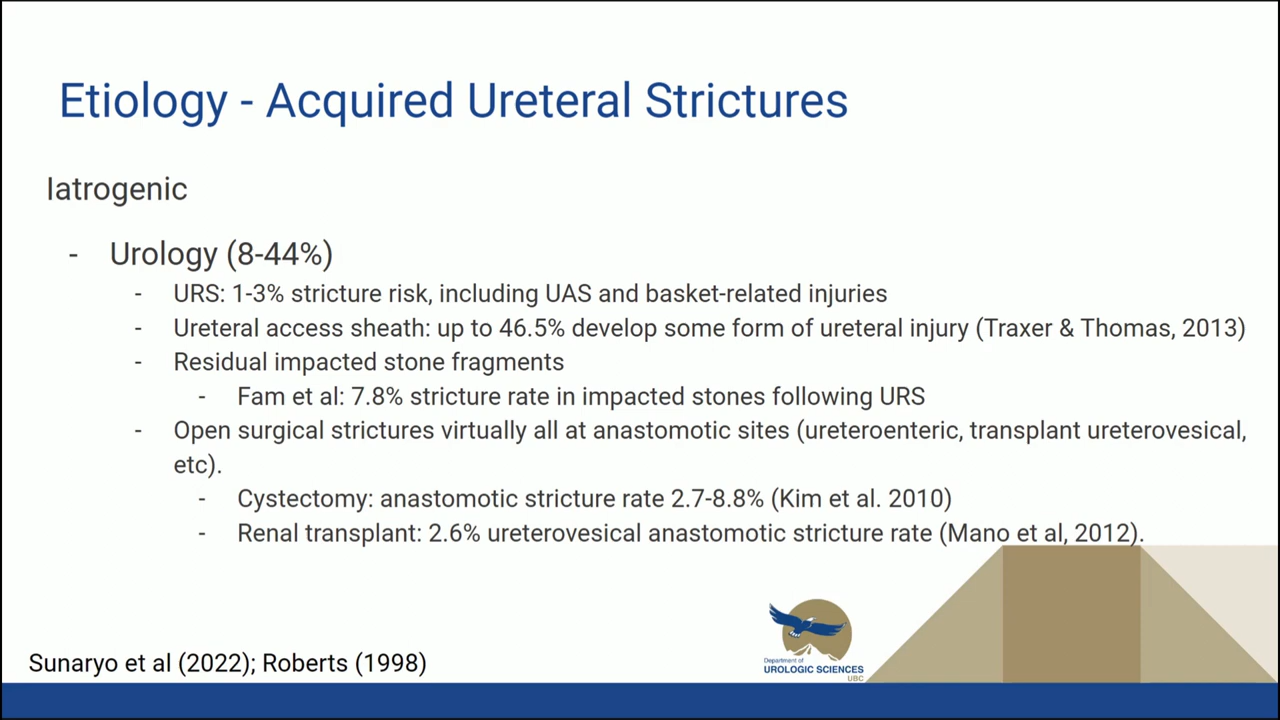 Etiology - Acquired Ureteral Strictures
Iatrogenic
- Urology (8-44%)
- URS: 1-3% stricture risk, including UAS and basket-related injuries
- Ureteral access sheath: up to 46.5% develop some form of ureteral injury (Traxer & Thomas, 2013)
- Residual impacted stone fragments
- Fam et al: 7.8% stricture rate in impacted stones following URS
- Open surgical strictures virtually all at anastomotic sites (ureteroenteric, transplant ureterovesical,
etc).
- Cystectomy: anastomotic stricture rate 2.7-8.8% (Kim et al. 2010)
- Renal transplant: 2.6% ureterovesical anastomotic stricture rate (Mano et al, 2012).
Department of
UROLOGIC SCIENCES
UBC
Sunaryo et al (2022); Roberts (1998)